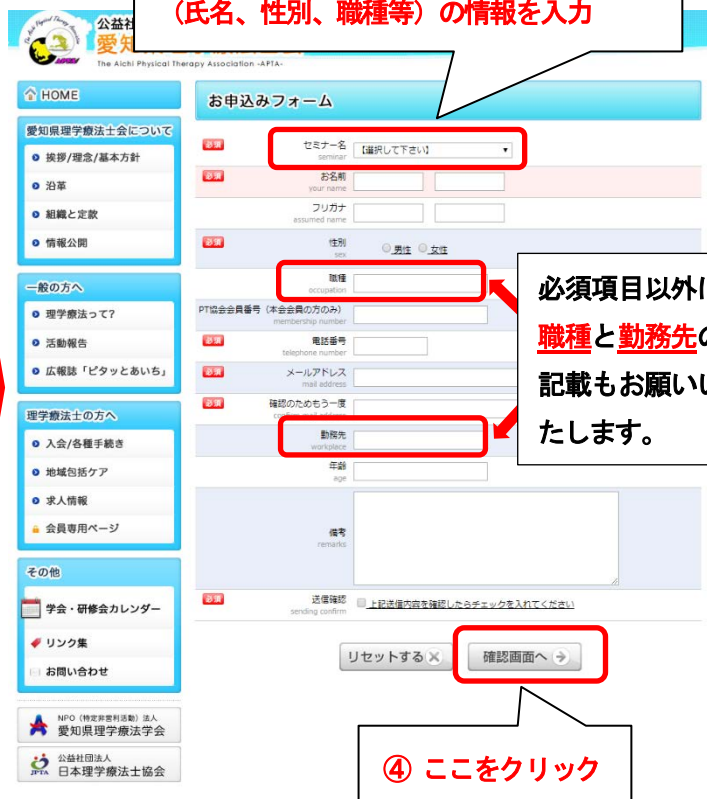 （氏名、性別、職種等）の情報を入力
公益社
愛知
The Aichi Physical Therapy Association -APTA-
HOME
愛知県理学療法士会について
挨拶/理念/基本方針
沿革
組織と定款
情報公開
一般の方へ
理学療法って?
活動報告
広報誌「ピタッとあいち」
理学療法士の方へ
入会/各種手続き
地域包括ケア
求人情報
会員専用ページ
その他
学会・研修会カレンダー
リンク集
お問い合わせ
NPO（特定非営利活動）法人
愛知県理学療法学会
公益社団法人
日本理学療法士協会
JPTA
お申込みフォーム
必須 セミナー名 【選択して下さい】
seminar
必須 お名前
your name
フリガナ
assumed name
必須 性別 男性 女性
sex
職種
occupation
PT協会会員番号（本会会員の方のみ）
membership number
必須 電話番号
telephone number
必須 メールアドレス
mail address
必須 確認のためもう一度
勤務先
workplace
年齢
age
備考
remarks
必須 送信確認 上記送信内容を確認したらチェックを入れてください
sending confirm
リセットする
確認画面へ
必須項目以外に
職種と勤務先の
記載もお願いい
たします。
④ ここをクリック